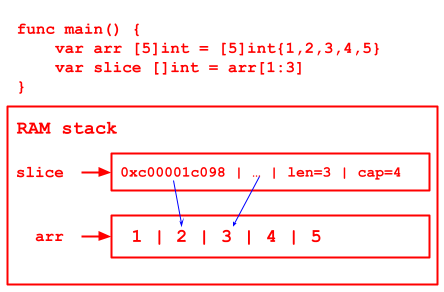 func main() {
    var arr [5]int = [5]int{1,2,3,4,5}
    var slice []int = arr[1:3]
}
RAM stack
slice 0xc00001c098 | … | len=3 | cap=4
arr 1 | 2 | 3 | 4 | 5